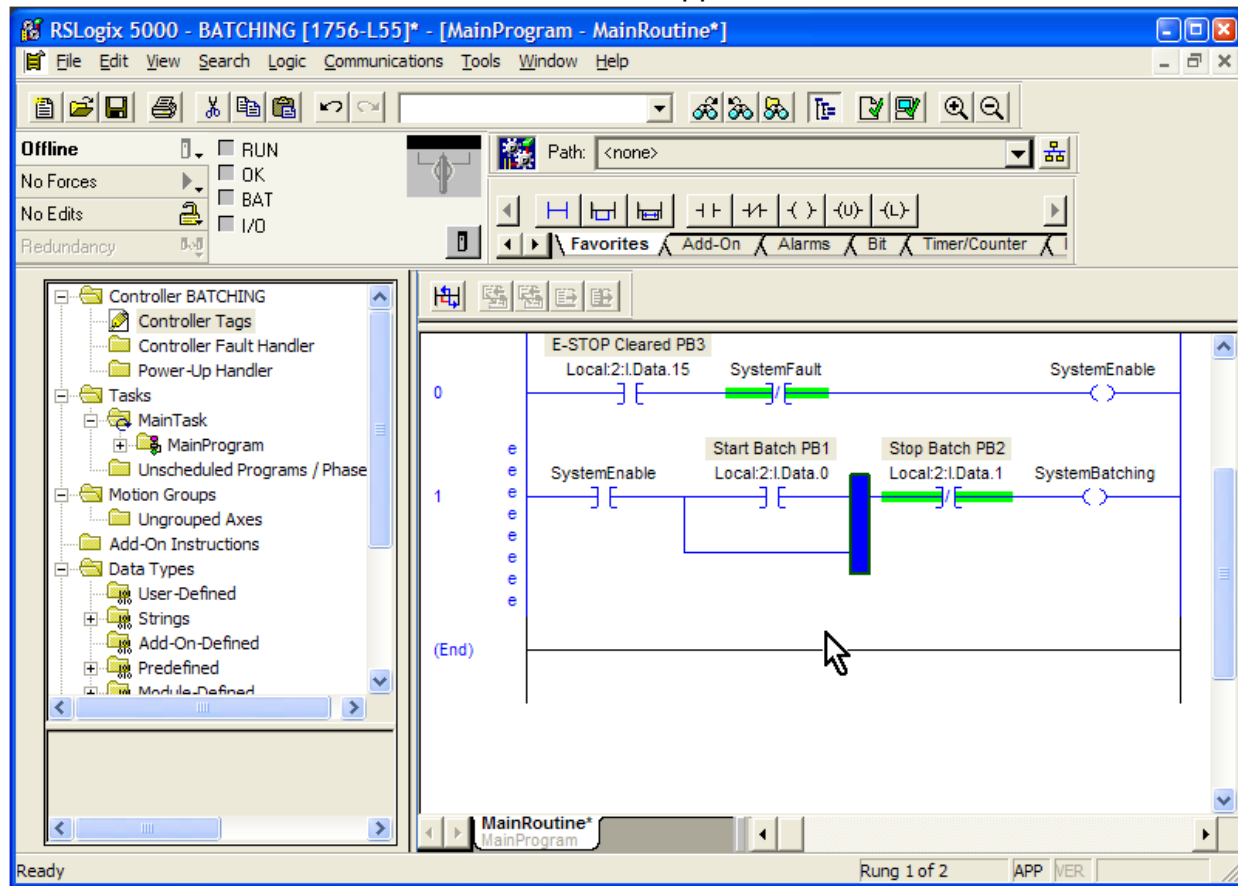 RSLogix 5000 - BATCHING [1756-L55]* - [MainProgram - MainRoutine*]
File Edit View Search Logic Communications Tools Window Help
Offline
RUN
No Forces
OK
No Edits
BAT
I/O
Redundancy
Path: <none>
Favorites Add-On Alarms Bit Timer/Counter
Controller BATCHING
Controller Tags
Controller Fault Handler
Power-Up Handler
Tasks
MainTask
MainProgram
Unscheduled Programs / Phase
Motion Groups
Ungrouped Axes
Add-On Instructions
Data Types
User-Defined
Strings
Add-On-Defined
Predefined
Module-Defined
E-STOP Cleared PB3
Local:2:I.Data.15 SystemFault SystemEnable
0
Start Batch PB1 Stop Batch PB2
SystemEnable Local:2:I.Data.0 Local:2:I.Data.1 SystemBatching
1
e
e
e
e
e
e
e
e
(End)
MainRoutine*
MainProgram
Ready
Rung 1 of 2 APP VER